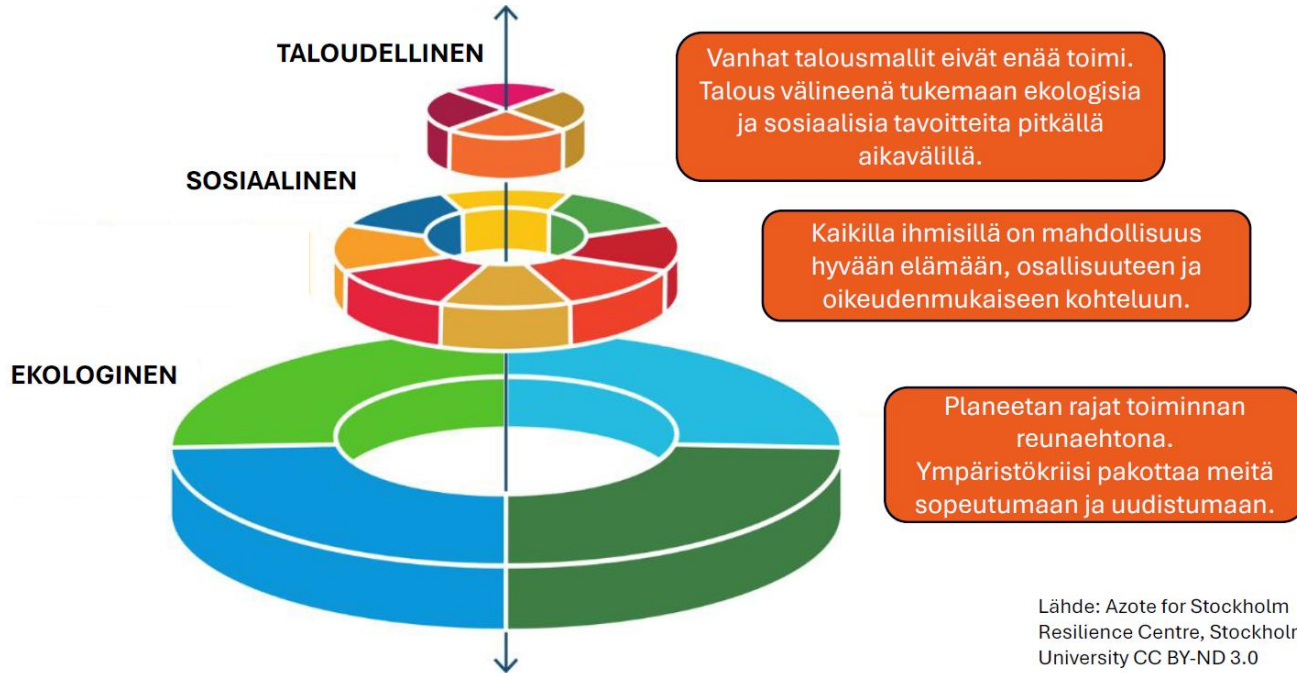 TALOUDELLINEN
Vanhat talousmallit eivät enää toimi.
Talous välineenä tukemaan ekologisia
ja sosiaalisia tavoitteita pitkällä
aikavälillä.
SOSIAALINEN
Kaikilla ihmisillä on mahdollisuus
hyvään elämään, osallisuuteen ja
oikeudenmukaiseen kohteluun.
EKOLOGINEN
Planeetan rajat toiminnan
reunaehtona.
Ympäristökriisi pakottaa meitä
sopeutumaan ja uudistumaan.
Lähde: Azote for Stockholm
Resilience Centre, Stockholm
University CC BY-ND 3.0